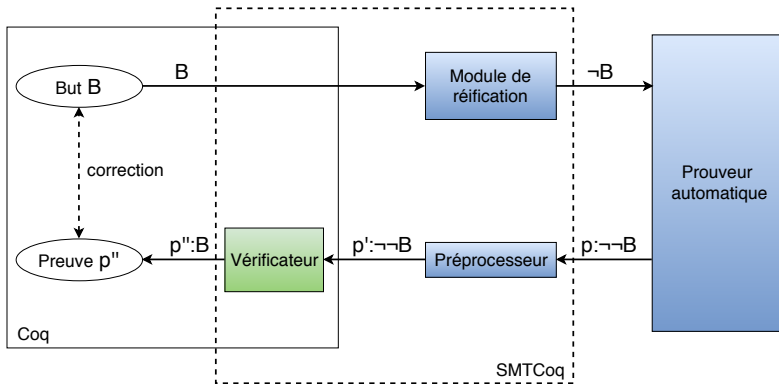 But B
B
Module de
réification
¬B
Prouveur
automatique
correction
Preuve p"
p":B
Vérificateur
p':¬¬B
Préprocesseur
p:¬¬B
Coq
SMTCoq